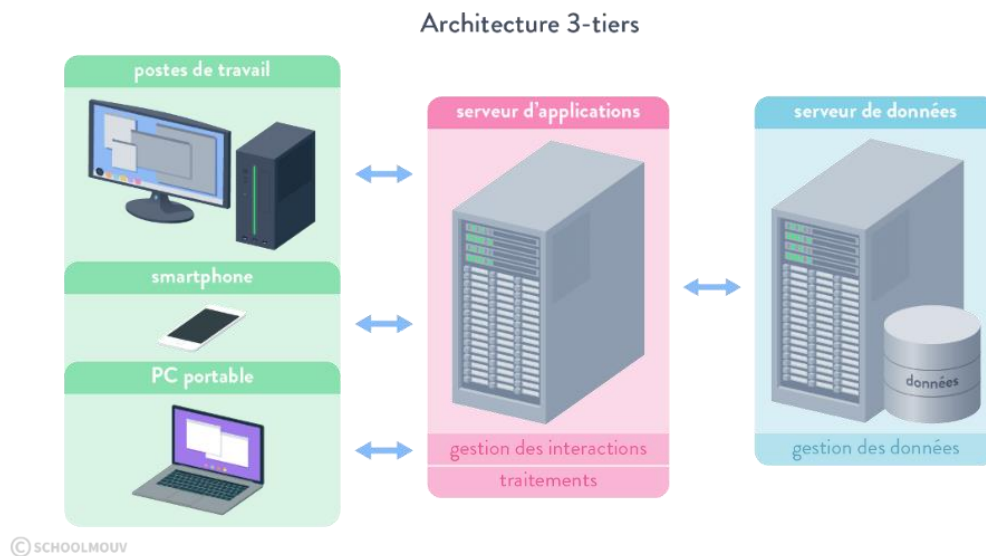 Architecture 3-tiers
postes de travail
smartphone
PC portable
serveur d'applications
gestion des interactions
traitements
serveur de données
données
gestion des données
© SCHOOLMOUV